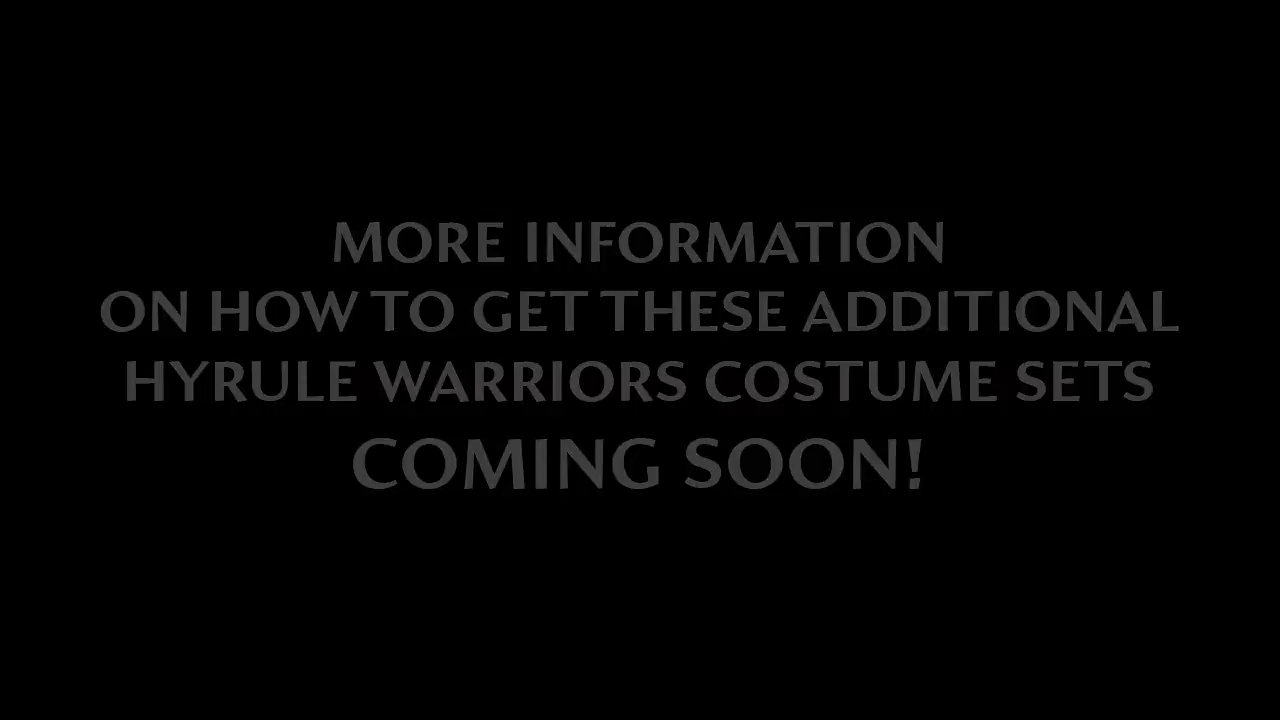 MORE INFORMATION
ON HOW TO GET THESE ADDITIONAL
HYRULE WARRIORS COSTUME SETS
COMING SOON!